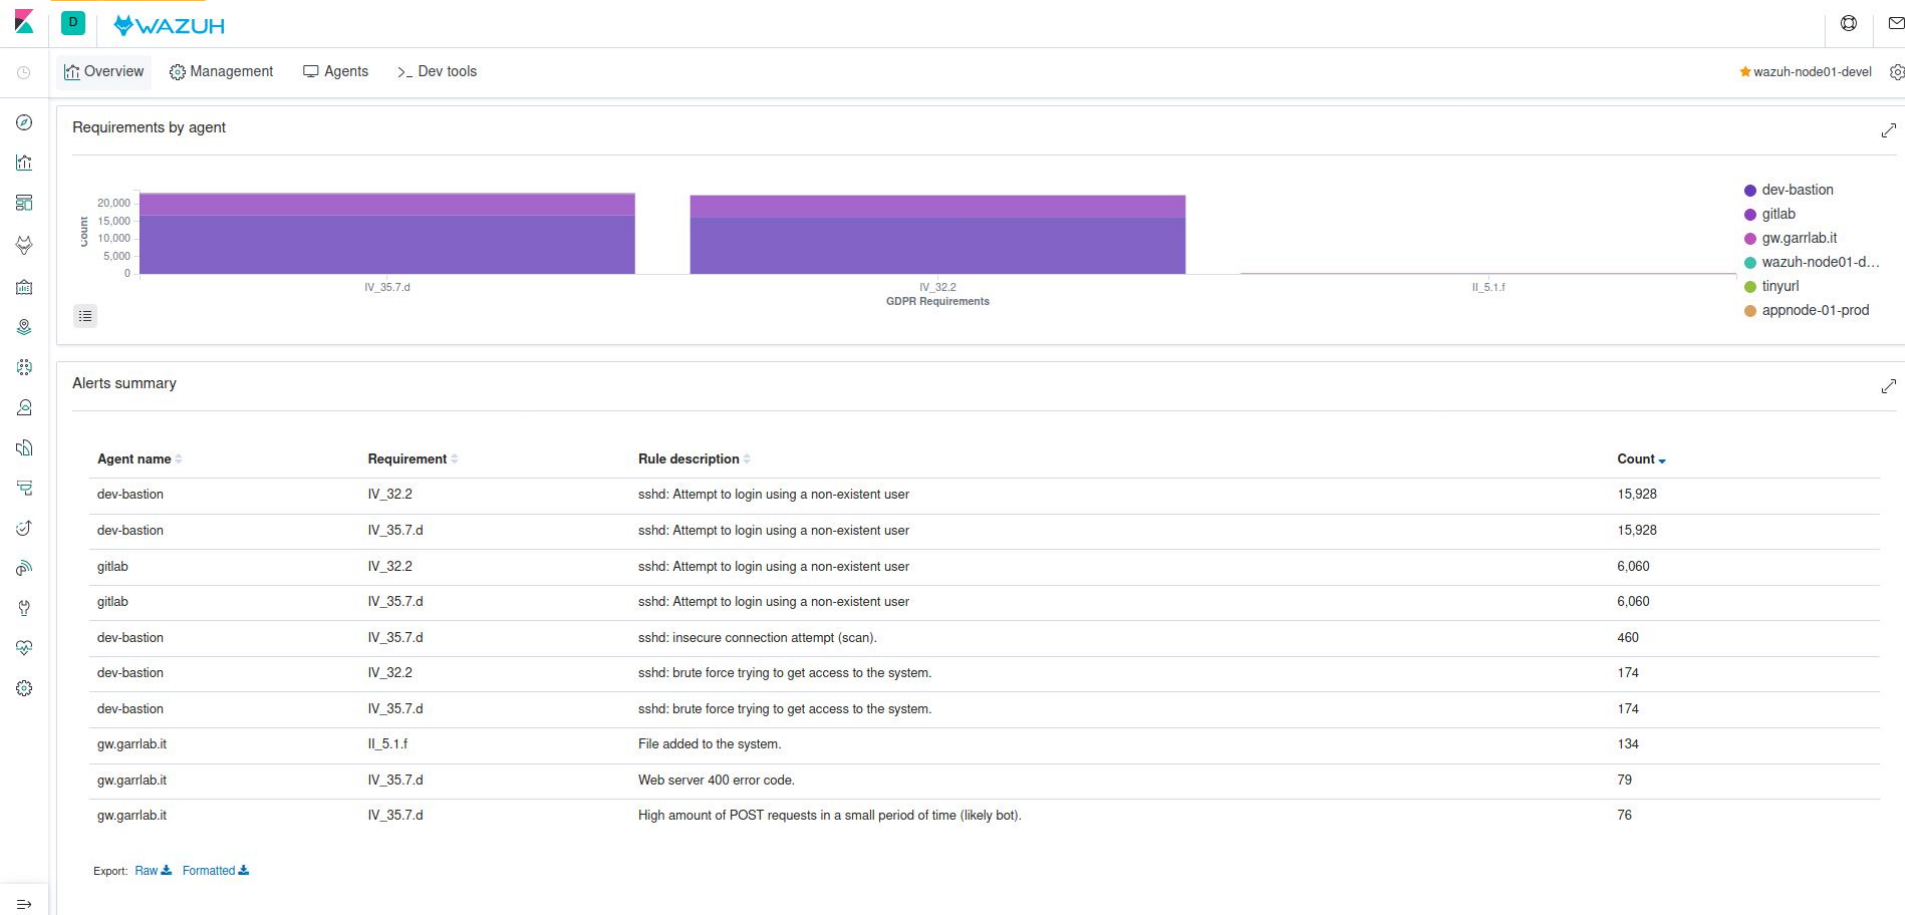 D WAZUH
Overview Management Agents >_ Dev tools wazuh-node01-devel
Requirements by agent
20,000
15,000
10,000
5,000
0
Count
IV_35.7.d IV_32.2 II_5.1.f
GDPR Requirements
dev-bastion
gitlab
gw.garrlab.it
wazuh-node01-d...
tinyurl
appnode-01-prod
Alerts summary
Agent name Requirement Rule description Count
dev-bastion IV_32.2 sshd: Attempt to login using a non-existent user 15,928
dev-bastion IV_35.7.d sshd: Attempt to login using a non-existent user 15,928
gitlab IV_32.2 sshd: Attempt to login using a non-existent user 6,060
gitlab IV_35.7.d sshd: Attempt to login using a non-existent user 6,060
dev-bastion IV_35.7.d sshd: insecure connection attempt (scan). 460
dev-bastion IV_32.2 sshd: brute force trying to get access to the system. 174
dev-bastion IV_35.7.d sshd: brute force trying to get access to the system. 174
gw.garrlab.it II_5.1.f File added to the system. 134
gw.garrlab.it IV_35.7.d Web server 400 error code. 79
gw.garrlab.it IV_35.7.d High amount of POST requests in a small period of time (likely bot). 76
Export: Raw Formatted